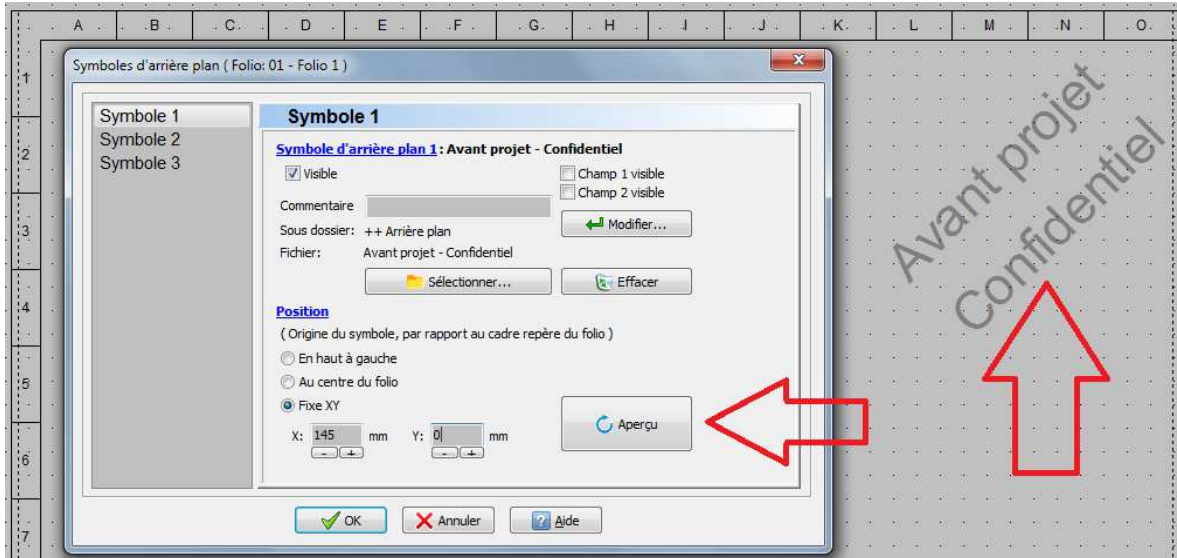 A B C D E F G H I J K L M N O
Symboles d'arrière plan ( Folio: 01 - Folio 1 )
1
2
3
4
5
6
7
Symbole 1
Symbole 2
Symbole 3
Symbole 1
Symbole d'arrière plan 1 : Avant projet - Confidentiel
Visible
Champ 1 visible
Champ 2 visible
Commentaire
Modifier...
Sous dossier: ++ Arrière plan
Fichier: Avant projet - Confidentiel
Sélectionner...
Effacer
Position
( Origine du symbole, par rapport au cadre repère du folio )
En haut à gauche
Au centre du folio
Fixe XY
X: 145 mm Y: 0 mm
- + - +
Aperçu
OK
Annuler
Aide
Avant projet
Confidentiel